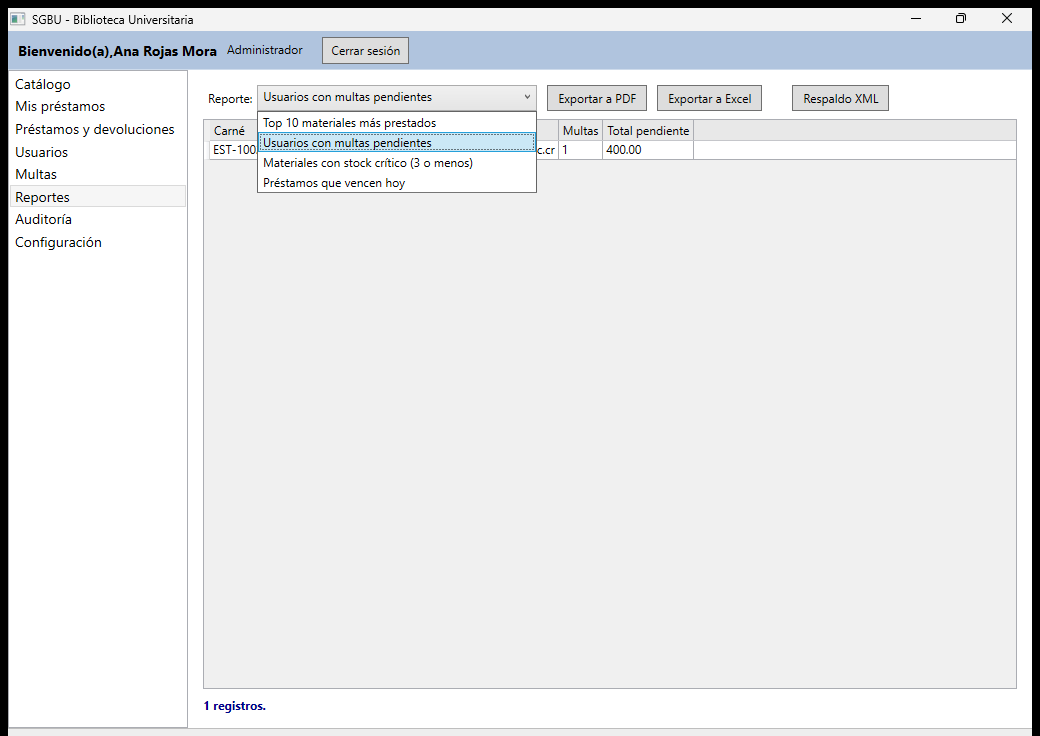 SGBU - Biblioteca Universitaria
Bienvenido(a),Ana Rojas Mora Administrador Cerrar sesión
Catálogo
Mis préstamos
Préstamos y devoluciones
Usuarios
Multas
Reportes
Auditoría
Configuración
Reporte: Usuarios con multas pendientes Exportar a PDF Exportar a Excel Respaldo XML
Top 10 materiales más prestados
Usuarios con multas pendientes
Materiales con stock crítico (3 o menos)
Préstamos que vencen hoy
Carné Multas Total pendiente
EST-100 c.cr 1 400.00
1 registros.